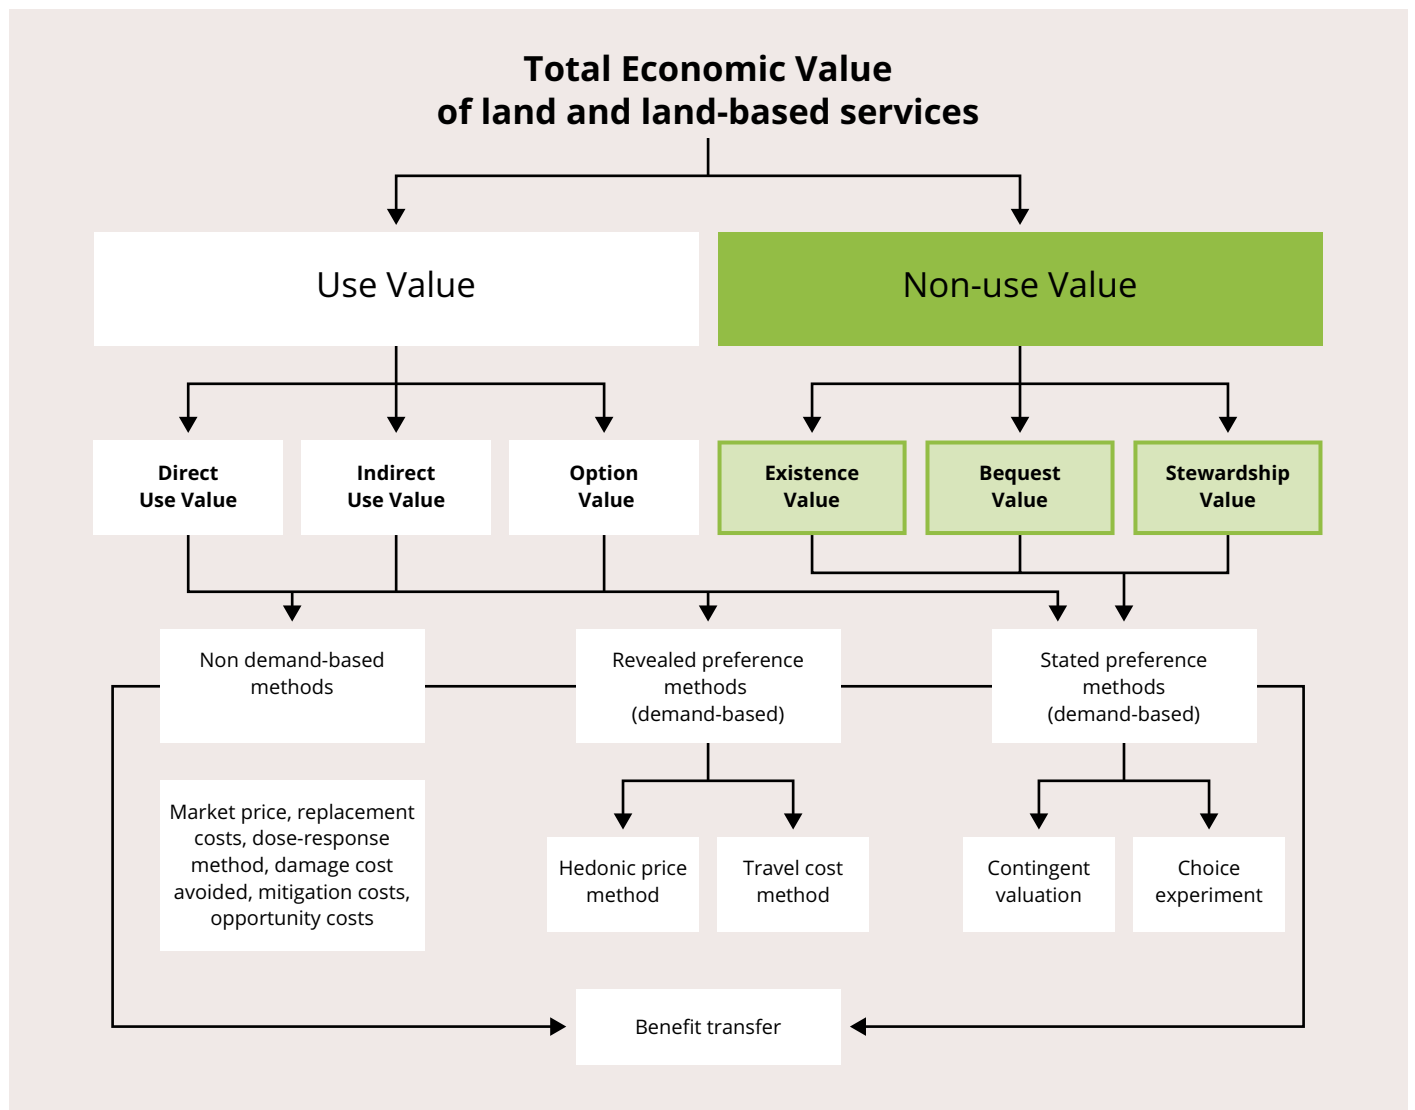 Total Economic Value
of land and land-based services
Use Value
Non-use Value
Direct
Use Value
Indirect
Use Value
Option
Value
Existence
Value
Bequest
Value
Stewardship
Value
Non demand-based
methods
Revealed preference
methods
(demand-based)
Stated preference
methods
(demand-based)
Market price, replacement
costs, dose-response
method, damage cost
avoided, mitigation costs,
opportunity costs
Hedonic price
method
Travel cost
method
Contingent
valuation
Choice
experiment
Benefit transfer